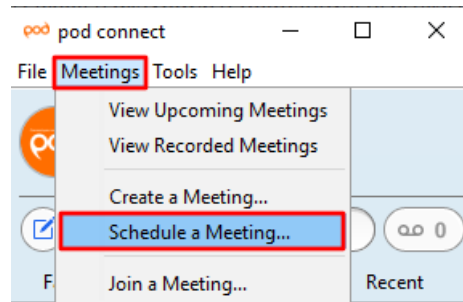 pod pod connect
File Meetings Tools Help
View Upcoming Meetings
View Recorded Meetings
Create a Meeting...
Schedule a Meeting...
0
Join a Meeting...
Recent